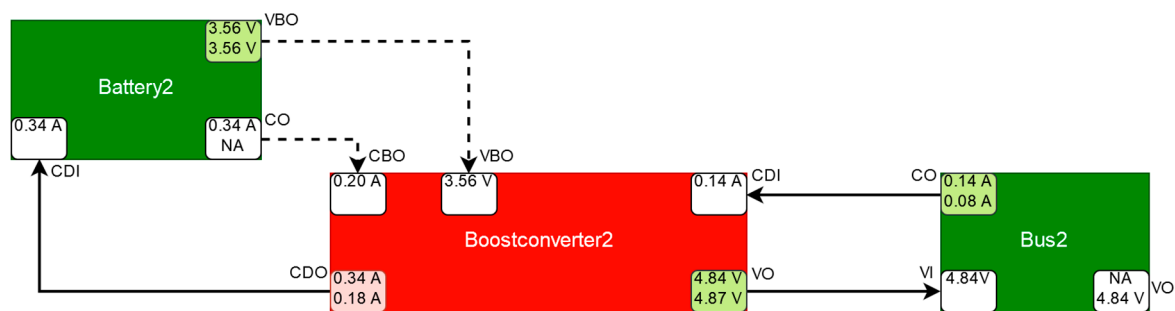 VBO
3.56 V
3.56 V
Battery2
0.34 A
0.34 A
NA
CO
CDI
CBO
VBO
0.20 A
3.56 V
0.14 A
CDI
Boostconverter2
CDO
0.34 A
0.18 A
4.84 V
4.87 V
VO
CO
0.14 A
0.08 A
Bus2
VI
4.84V
NA
4.84 V
VO